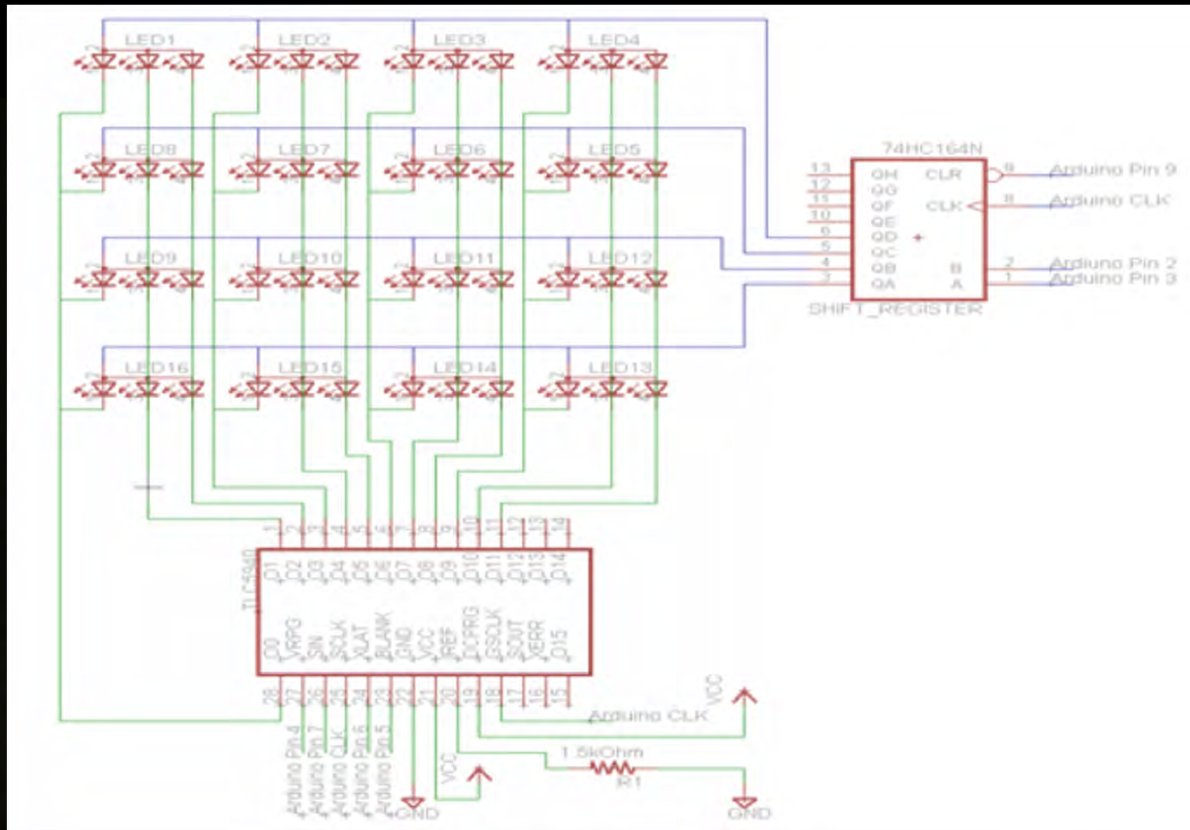 LED1 LED2 LED3 LED4
LED8 LED7 LED6 LED5
LED9 LED10 LED11 LED12
LED16 LED15 LED14 LED13
74HC164N
13 QH CLR 9 Arduino Pin 9
12 QG
11 QF CLK 8 Arduino CLK
10 QE
6 QD
5 QC
4 QB B 2 Arduino Pin 2
3 QA A 1 Arduino Pin 3
SHIFT_REGISTER
1 2 3 4 5 6 7 8 9 10 11 12 13 14
TLC5940
O1 O2 O3 O4 O5 O6 O7 O8 O9 O10 O11 O12 O13 O14
O0 VRPG SIN SCLK XLAT BLANK GND VCC IREF DCPRG GSCLK SOUT XERR O15
28 27 26 25 24 23 22 21 20 19 18 17 16 15
Arduino Pin 4
Arduino Pin 7
Arduino CLK
Arduino Pin 6
Arduino Pin 5
GND
VCC
Arduino CLK
VCC
1.5kOhm
R1
GND